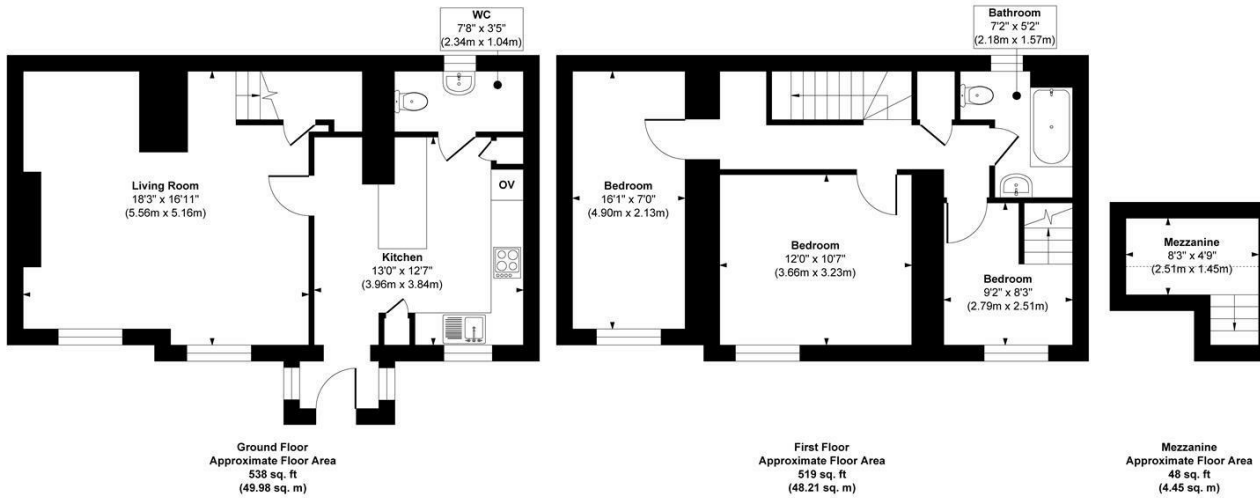 WC
7'8" x 3'5"
(2.34m x 1.04m)
Living Room
18'3" x 16'11"
(5.56m x 5.16m)
OV
Kitchen
13'0" x 12'7"
(3.96m x 3.84m)
Ground Floor
Approximate Floor Area
538 sq. ft
(49.98 sq. m)
Bathroom
7'2" x 5'2"
(2.18m x 1.57m)
Bedroom
16'1" x 7'0"
(4.90m x 2.13m)
Bedroom
12'0" x 10'7"
(3.66m x 3.23m)
Bedroom
9'2" x 8'3"
(2.79m x 2.51m)
First Floor
Approximate Floor Area
519 sq. ft
(48.21 sq. m)
Mezzanine
8'3" x 4'9"
(2.51m x 1.45m)
Mezzanine
Approximate Floor Area
48 sq. ft
(4.45 sq. m)